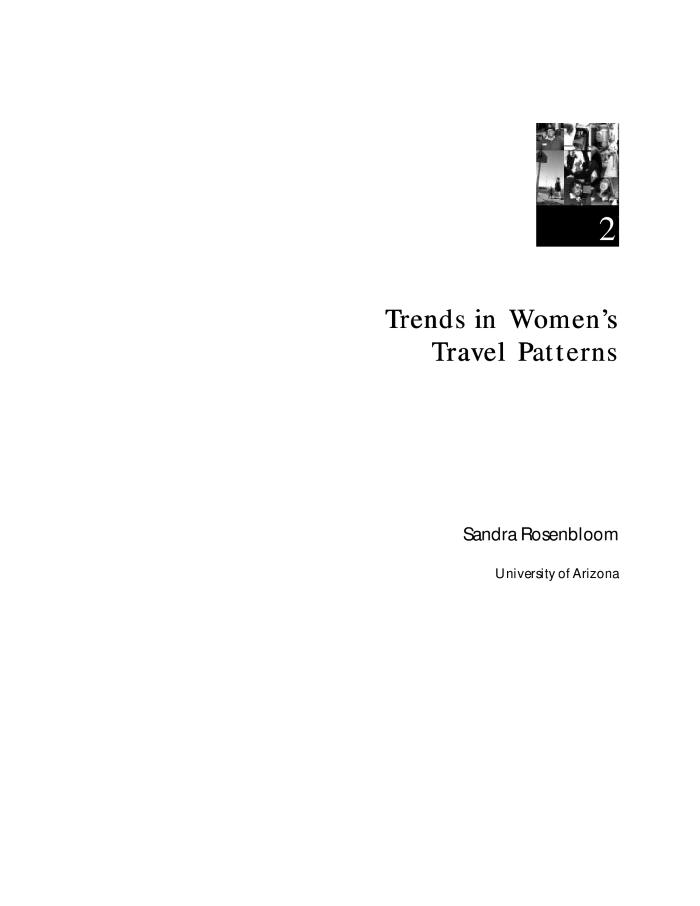 2
Trends in Women’s
Travel Patterns
Sandra Rosenbloom
University of Arizona